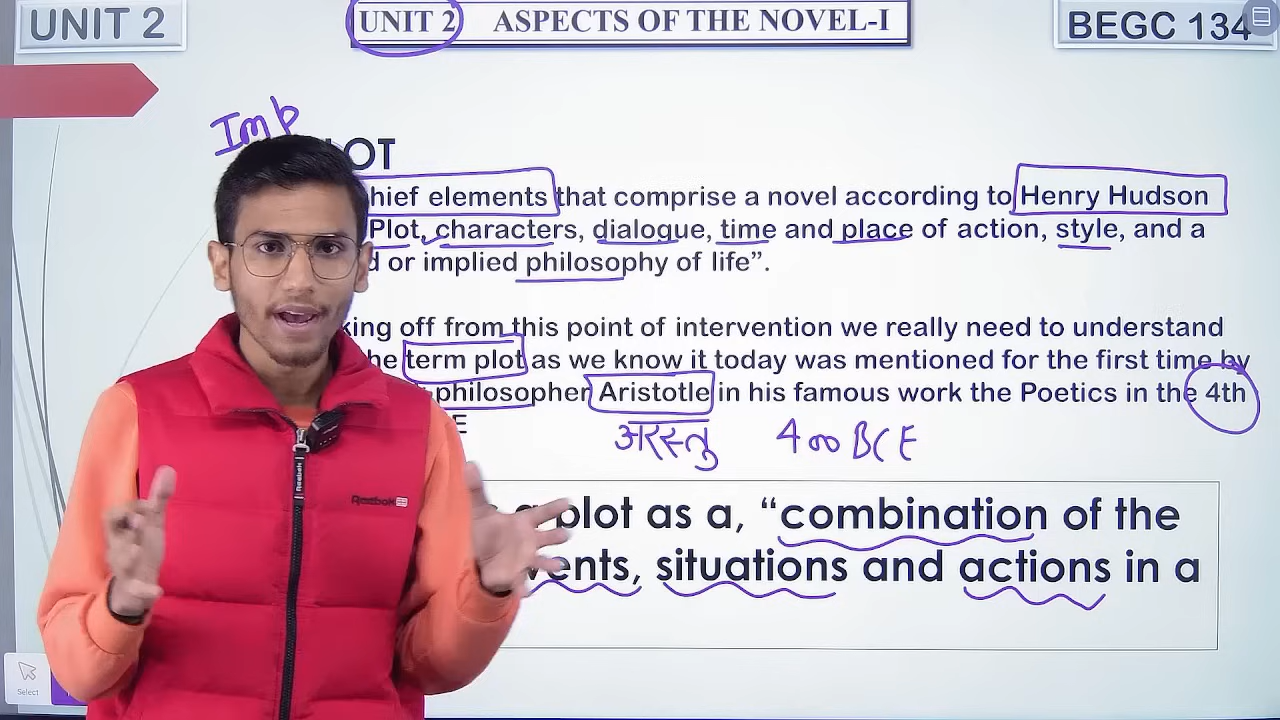 UNIT 2
UNIT 2 ASPECTS OF THE NOVEL-I
BEGC 134
Imp
LOT
hief elements that comprise a novel according to Henry Hudson
Plot, characters, dialogue, time and place of action, style, and a
d or implied philosophy of life”.
king off from this point of intervention we really need to understand
he term plot as we know it today was mentioned for the first time by
philosopher Aristotle in his famous work the Poetics in the 4th
E
अरस्तु 400 BCE
a plot as a, “combination of the
vents, situations and actions in a
Reebok
Reebok
Select